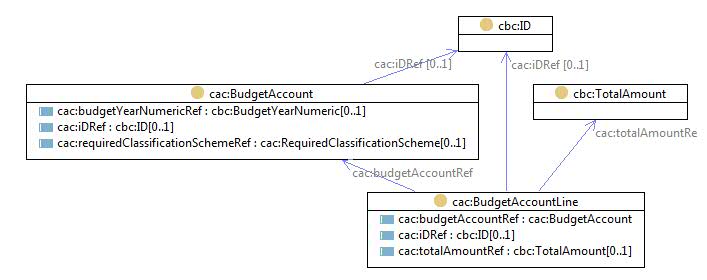 cbc:ID
cac:iDRef [0..1]
cac:iDRef [0..1]
cac:BudgetAccount
cac:budgetYearNumericRef : cbc:BudgetYearNumeric[0..1]
cac:iDRef : cbc:ID[0..1]
cac:requiredClassificationSchemeRef : cac:RequiredClassificationScheme[0..1]
cbc:TotalAmount
cac:totalAmountRe
cac:budgetAccountRef
cac:BudgetAccountLine
cac:budgetAccountRef : cac:BudgetAccount
cac:iDRef : cbc:ID[0..1]
cac:totalAmountRef : cbc:TotalAmount[0..1]